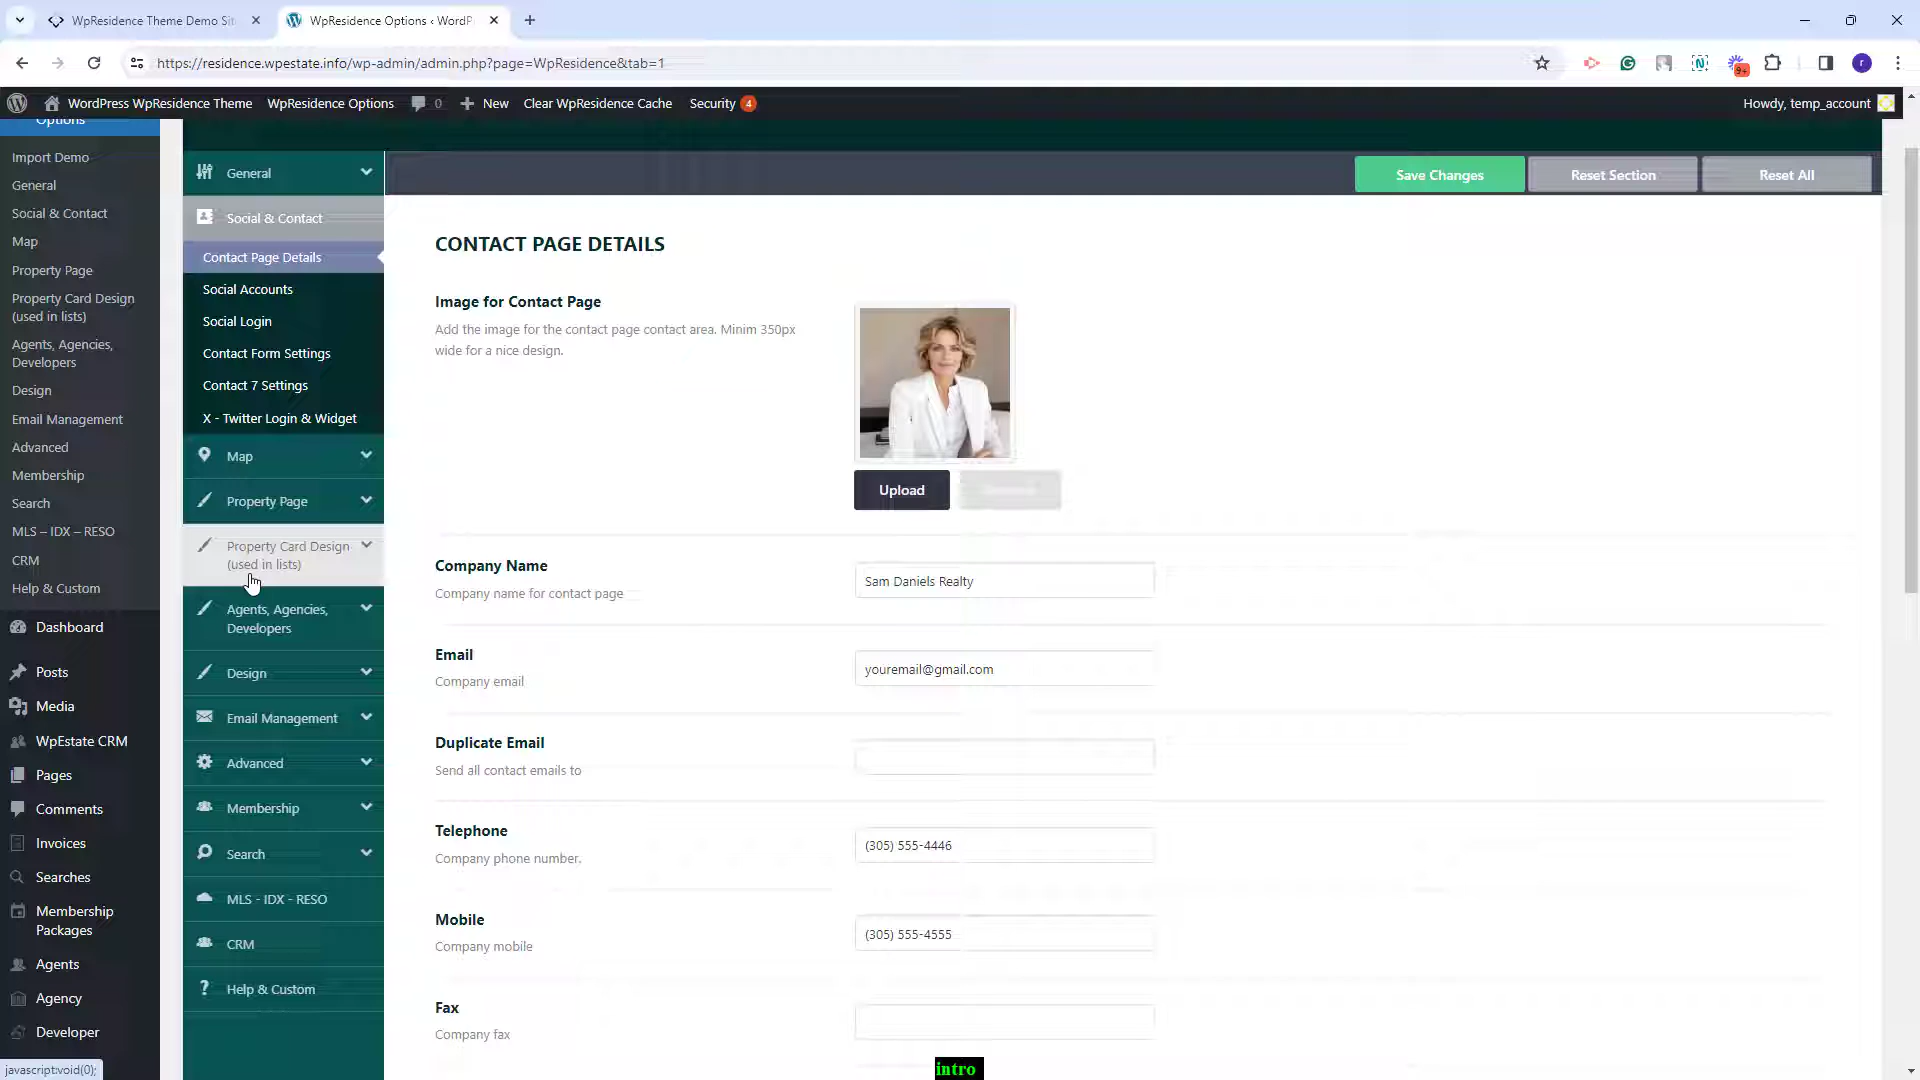 WpResidence Theme Demo Sit
WpResidence Options ‹ WordP
https://residence.wpestate.info/wp-admin/admin.php?page=WpResidence&tab=1
9+
r
WordPress WpResidence Theme
WpResidence Options
0
New
Clear WpResidence Cache
Security 4
Howdy, temp_account
Options
Import Demo
General
Social & Contact
Map
Property Page
Property Card Design
(used in lists)
Agents, Agencies,
Developers
Design
Email Management
Advanced
Membership
Search
MLS – IDX – RESO
CRM
Help & Custom
Dashboard
Posts
Media
WpEstate CRM
Pages
Comments
Invoices
Searches
Membership
Packages
Agents
Agency
Developer
javascript:void(0);
General
Social & Contact
Contact Page Details
Social Accounts
Social Login
Contact Form Settings
Contact 7 Settings
X - Twitter Login & Widget
Map
Property Page
Property Card Design
(used in lists)
Agents, Agencies,
Developers
Design
Email Management
Advanced
Membership
Search
MLS - IDX - RESO
CRM
Help & Custom
Save Changes
Reset Section
Reset All
CONTACT PAGE DETAILS
Image for Contact Page
Add the image for the contact page contact area. Minim 350px
wide for a nice design.
Upload
Company Name
Company name for contact page
Sam Daniels Realty
Email
Company email
youremail@gmail.com
Duplicate Email
Send all contact emails to
Telephone
Company phone number.
(305) 555-4446
Mobile
Company mobile
(305) 555-4555
Fax
Company fax
intro